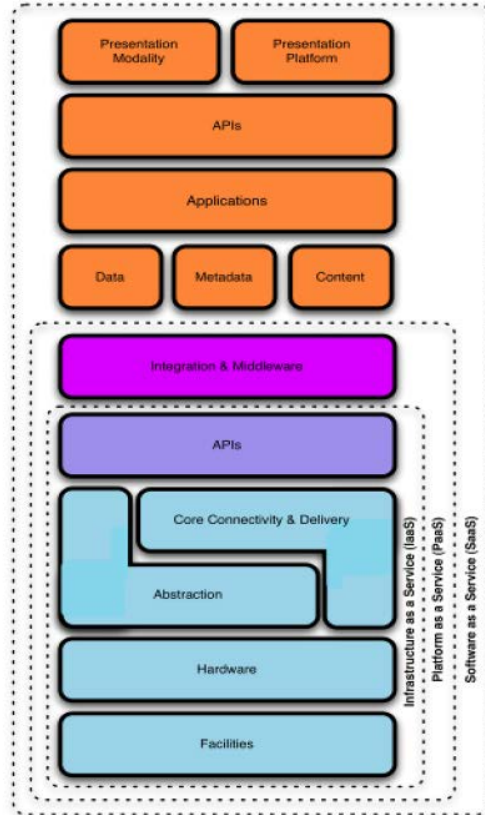 Presentation
Modality
Presentation
Platform
APIs
Applications
Data
Metadata
Content
Integration & Middleware
APIs
Core Connectivity & Delivery
Abstraction
Hardware
Facilities
Infrastructure as a Service (IaaS)
Platform as a Service (PaaS)
Software as a Service (SaaS)